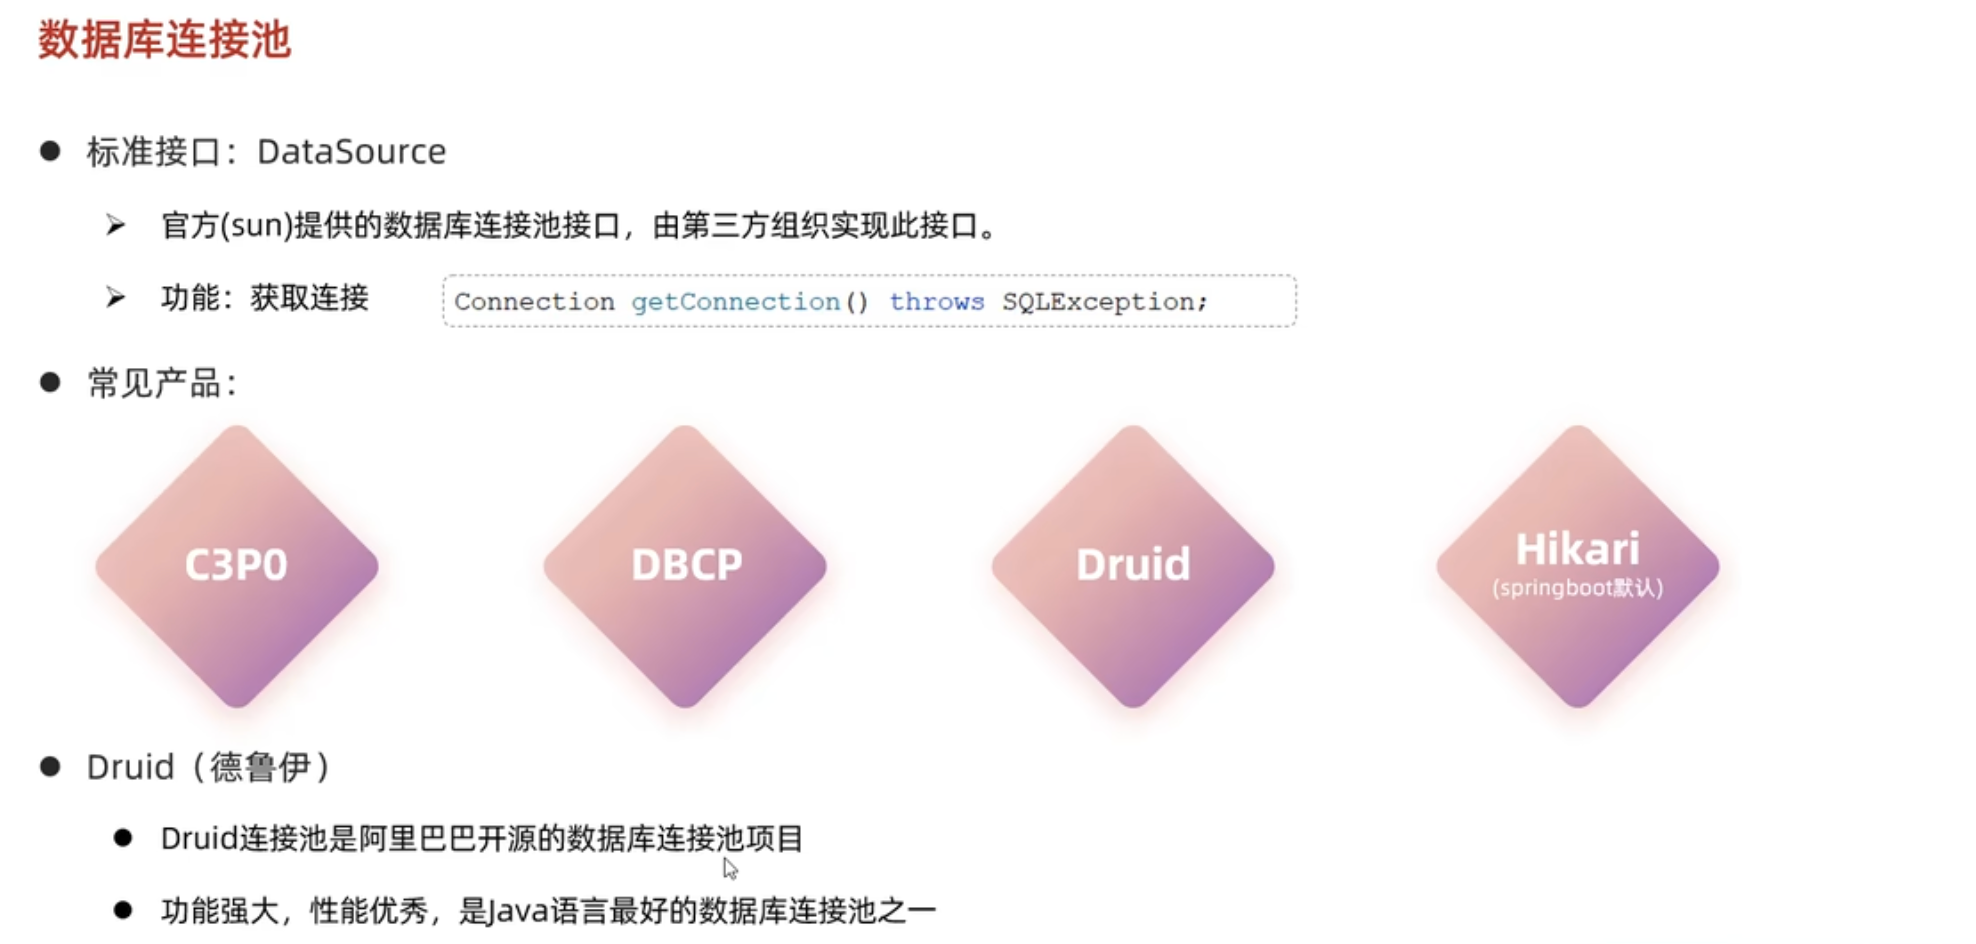 数据库连接池
标准接口：DataSource
官方(sun)提供的数据库连接池接口，由第三方组织实现此接口。
功能：获取连接
Connection getConnection() throws SQLException;
常见产品：
C3P0
DBCP
Druid
Hikari
(springboot默认)
Druid（德鲁伊）
Druid连接池是阿里巴巴开源的数据库连接池项目
功能强大，性能优秀，是Java语言最好的数据库连接池之一